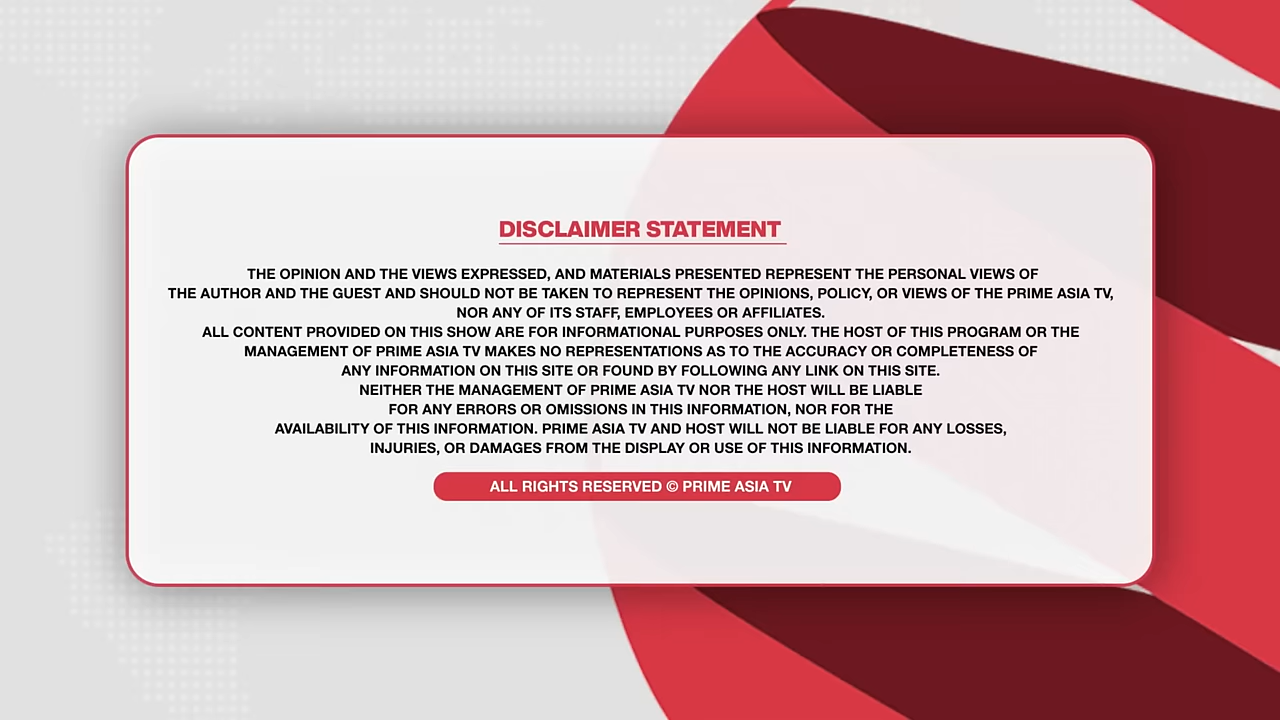 DISCLAIMER STATEMENT
THE OPINION AND THE VIEWS EXPRESSED, AND MATERIALS PRESENTED REPRESENT THE PERSONAL VIEWS OF
THE AUTHOR AND THE GUEST AND SHOULD NOT BE TAKEN TO REPRESENT THE OPINIONS, POLICY, OR VIEWS OF THE PRIME ASIA TV,
NOR ANY OF ITS STAFF, EMPLOYEES OR AFFILIATES.
ALL CONTENT PROVIDED ON THIS SHOW ARE FOR INFORMATIONAL PURPOSES ONLY. THE HOST OF THIS PROGRAM OR THE
MANAGEMENT OF PRIME ASIA TV MAKES NO REPRESENTATIONS AS TO THE ACCURACY OR COMPLETENESS OF
ANY INFORMATION ON THIS SITE OR FOUND BY FOLLOWING ANY LINK ON THIS SITE.
NEITHER THE MANAGEMENT OF PRIME ASIA TV NOR THE HOST WILL BE LIABLE
FOR ANY ERRORS OR OMISSIONS IN THIS INFORMATION, NOR FOR THE
AVAILABILITY OF THIS INFORMATION. PRIME ASIA TV AND HOST WILL NOT BE LIABLE FOR ANY LOSSES,
INJURIES, OR DAMAGES FROM THE DISPLAY OR USE OF THIS INFORMATION.
ALL RIGHTS RESERVED © PRIME ASIA TV